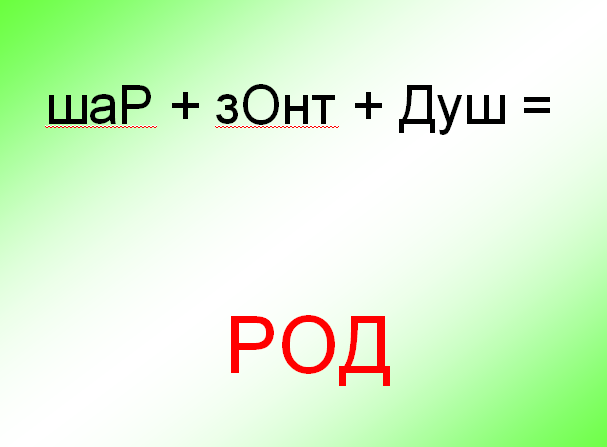 шаР + зОнт + Душ =
РОД